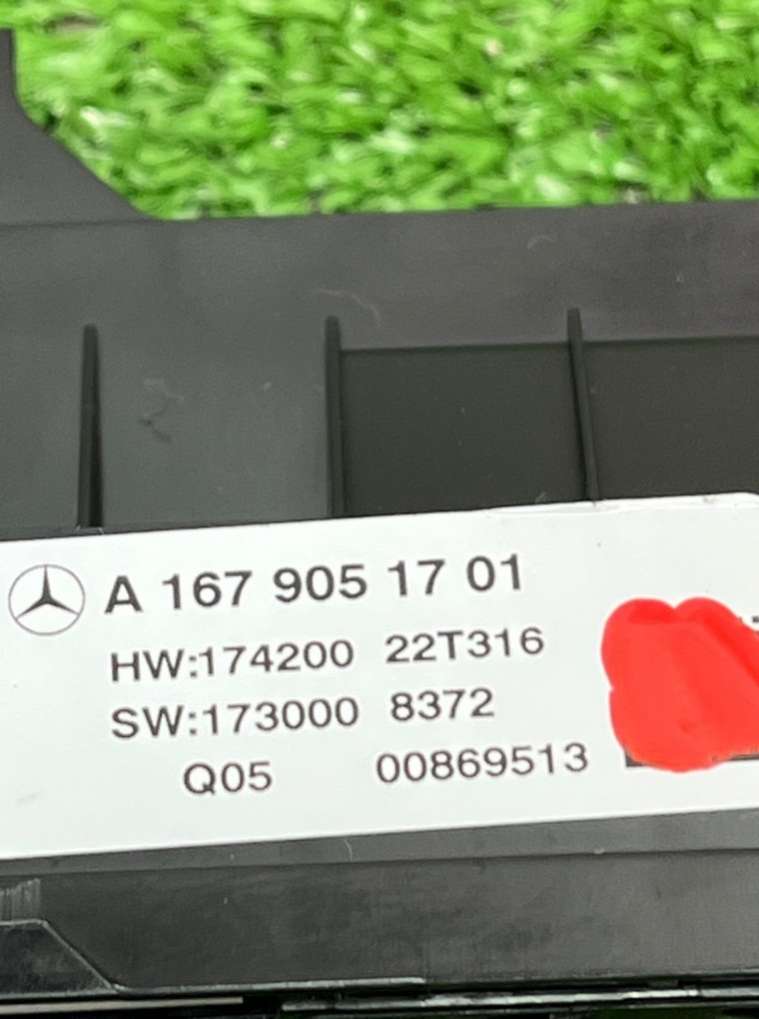 A 167 905 17 01
HW:174200 22T316
SW:173000 8372
Q05 00869513